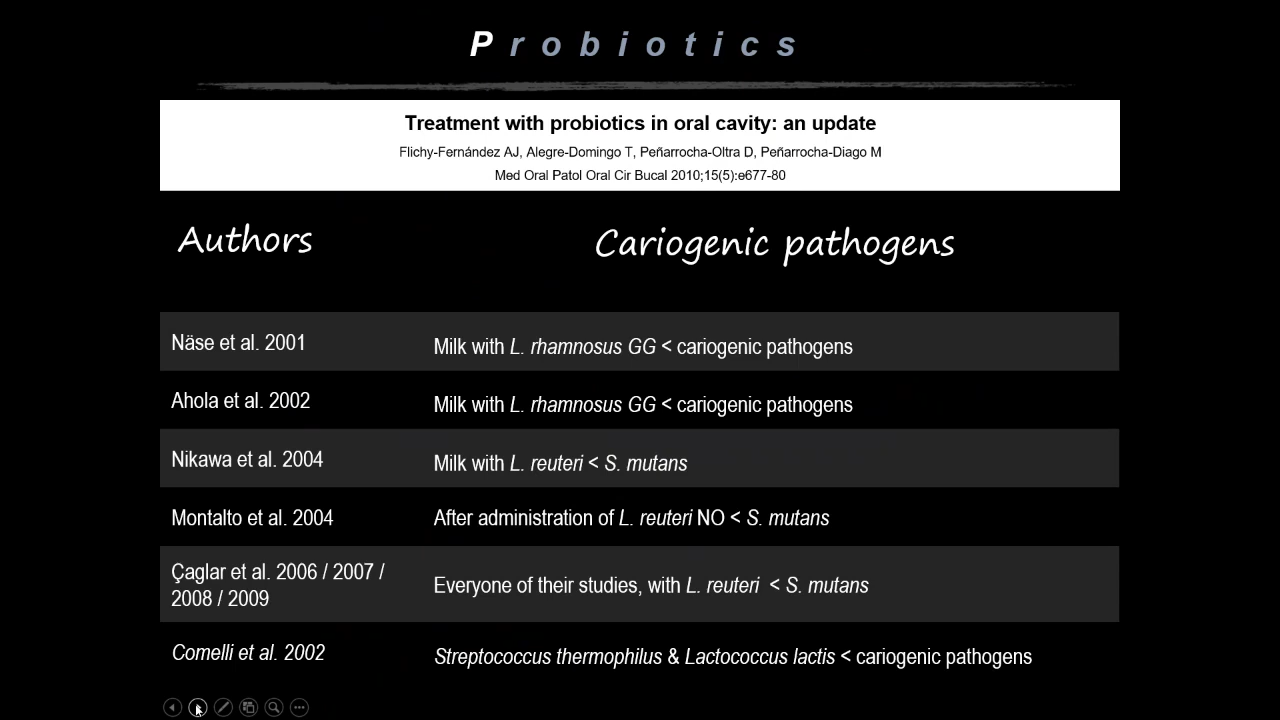 Probiotics
Treatment with probiotics in oral cavity: an update
Flichy-Fernández AJ, Alegre-Domingo T, Peñarrocha-Oltra D, Peñarrocha-Diago M
Med Oral Patol Oral Cir Bucal 2010;15(5):e677-80
Authors
Cariogenic pathogens
Näse et al. 2001
Milk with L. rhamnosus GG < cariogenic pathogens
Ahola et al. 2002
Milk with L. rhamnosus GG < cariogenic pathogens
Nikawa et al. 2004
Milk with L. reuteri < S. mutans
Montalto et al. 2004
After administration of L. reuteri NO < S. mutans
Çaglar et al. 2006 / 2007 /
2008 / 2009
Everyone of their studies, with L. reuteri < S. mutans
Comelli et al. 2002
Streptococcus thermophilus & Lactococcus lactis < cariogenic pathogens